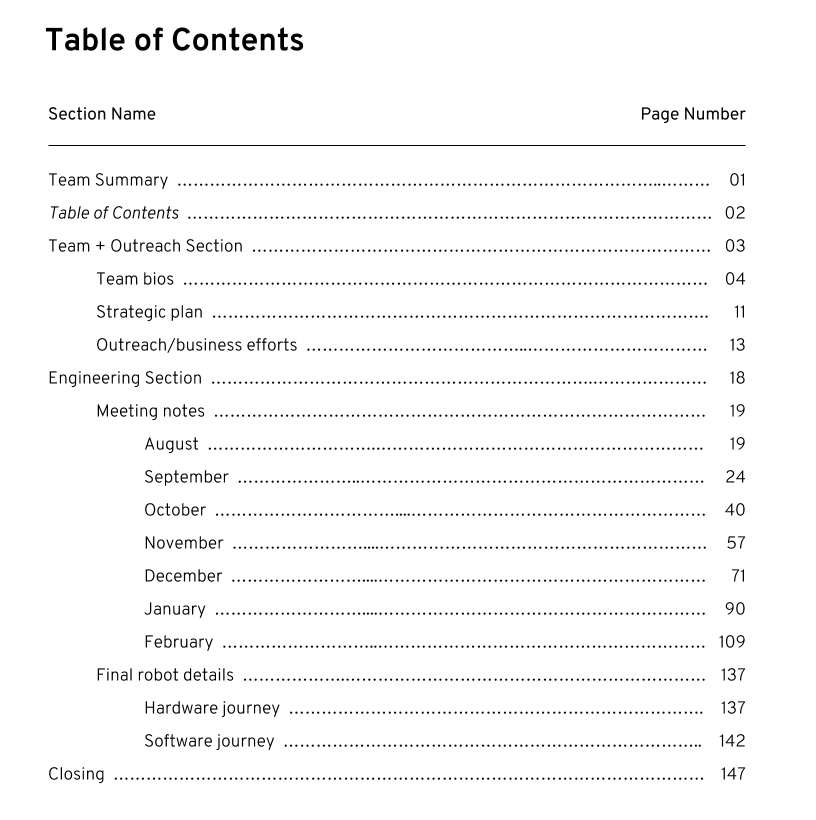 Table of Contents
Section Name Page Number
Team Summary ........................................................ 01
Table of Contents ........................................................ 02
Team + Outreach Section ........................................................ 03
Team bios ........................................................ 04
Strategic plan ........................................................ 11
Outreach/business efforts ........................................................ 13
Engineering Section ........................................................ 18
Meeting notes ........................................................ 19
August ........................................................ 19
September ........................................................ 24
October ........................................................ 40
November ........................................................ 57
December ........................................................ 71
January ........................................................ 90
February ........................................................ 109
Final robot details ........................................................ 137
Hardware journey ........................................................ 137
Software journey ........................................................ 142
Closing ........................................................ 147